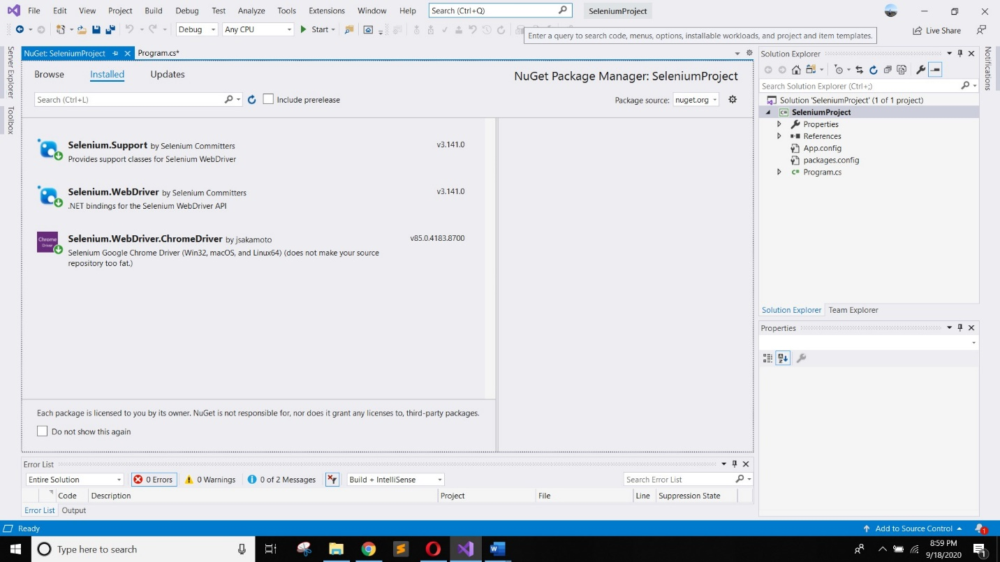 File Edit View Project Build Debug Test Analyze Tools Extensions Window Help Search (Ctrl+Q) SeleniumProject
Debug Any CPU Start Live Share
Enter a query to search code, menus, options, installable workloads, and project and item templates.
Server Explorer
Toolbox
NuGet: SeleniumProject Program.cs*
Browse Installed Updates NuGet Package Manager: SeleniumProject
Search (Ctrl+L) Include prerelease Package source: nuget.org
Selenium.Support by Selenium Committers v3.141.0
Provides support classes for Selenium WebDriver
Selenium.WebDriver by Selenium Committers v3.141.0
.NET bindings for the Selenium WebDriver API
Chrome
Driver
Selenium.WebDriver.ChromeDriver by jsakamoto v85.0.4183.8700
Selenium Google Chrome Driver (Win32, macOS, and Linux64) (does not make your source
repository too fat.)
Each package is licensed to you by its owner. NuGet is not responsible for, nor does it grant any licenses to, third-party packages.
Do not show this again
Error List
Entire Solution 0 Errors 0 Warnings 0 of 2 Messages Build + IntelliSense Search Error List
Code Description Project File Line Suppression State
Error List Output
Solution Explorer
Search Solution Explorer (Ctrl+;)
Solution 'SeleniumProject' (1 of 1 project)
C# SeleniumProject
Properties
References
App.config
packages.config
C# Program.cs
Solution Explorer Team Explorer
Properties
Notifications
Ready Add to Source Control 1
Type here to search 8:59 PM
9/18/2020 1